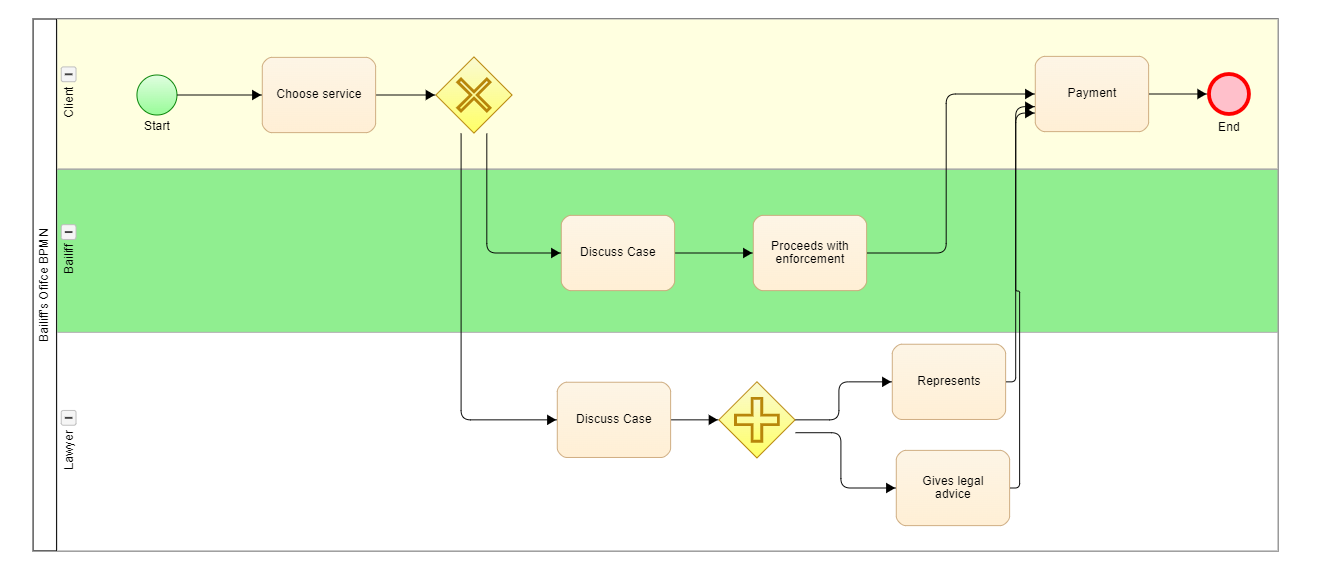 Bailiff's Ofifce BPMN
Client
Start
Choose service
Payment
End
Bailiff
Discuss Case
Proceeds with
enforcement
Lawyer
Discuss Case
Represents
Gives legal
advice